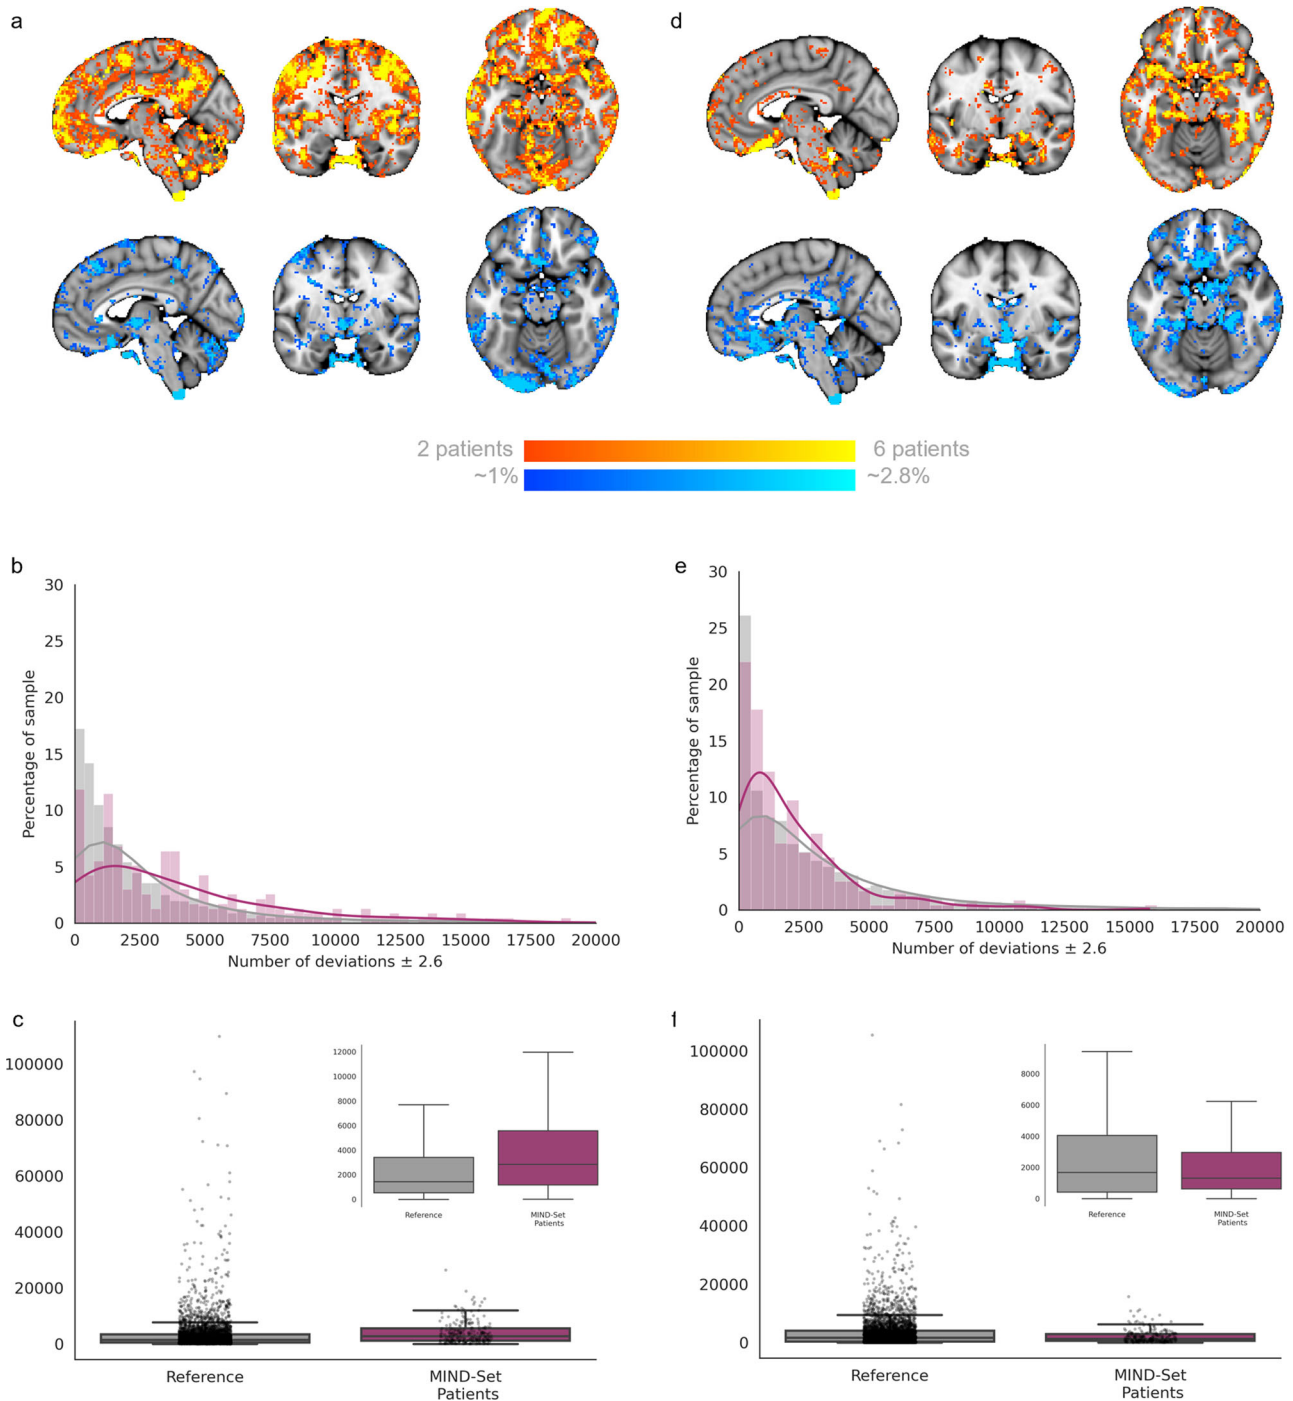 a
d
2 patients
6 patients
~1%
~2.8%
b
30
25
20
15
10
5
0
Percentage of sample
0 2500 5000 7500 10000 12500 15000 17500 20000
Number of deviations ± 2.6
e
30
25
20
15
10
5
0
Percentage of sample
0 2500 5000 7500 10000 12500 15000 17500 20000
Number of deviations ± 2.6
c
100000
80000
60000
40000
20000
0
12000
10000
8000
6000
4000
2000
0
Reference
MIND-Set
Patients
Reference
MIND-Set
Patients
f
100000
80000
60000
40000
20000
0
8000
6000
4000
2000
0
Reference
MIND-Set
Patients
Reference
MIND-Set
Patients